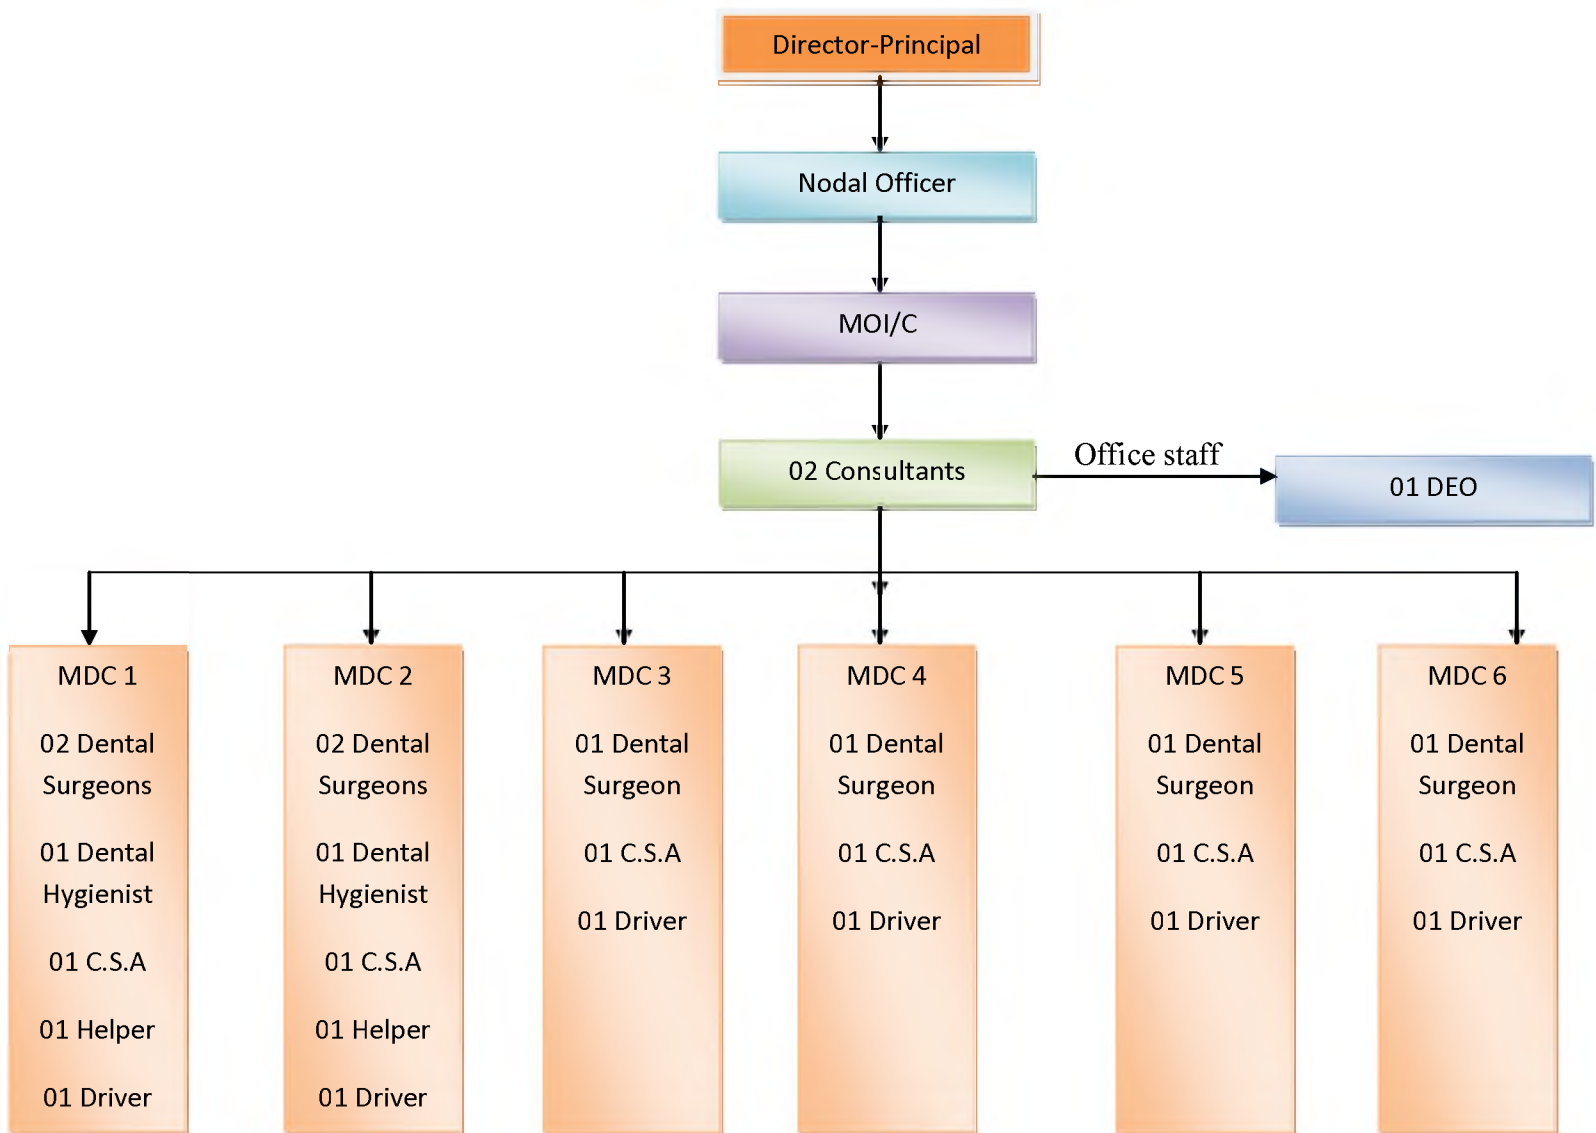 Director-Principal
Nodal Officer
MOI/C
02 Consultants
Office staff
01 DEO
MDC 1
02 Dental
Surgeons
01 Dental
Hygienist
01 C.S.A
01 Helper
01 Driver
MDC 2
02 Dental
Surgeons
01 Dental
Hygienist
01 C.S.A
01 Helper
01 Driver
MDC 3
01 Dental
Surgeon
01 C.S.A
01 Driver
MDC 4
01 Dental
Surgeon
01 C.S.A
01 Driver
MDC 5
01 Dental
Surgeon
01 C.S.A
01 Driver
MDC 6
01 Dental
Surgeon
01 C.S.A
01 Driver